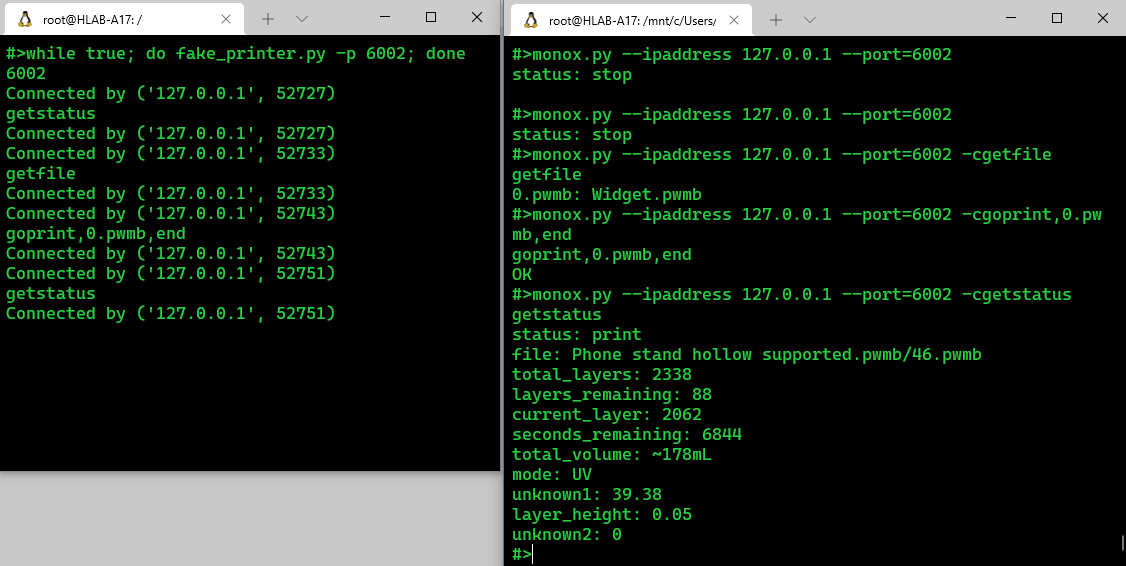 root@HLAB-A17: /
#>while true; do fake_printer.py -p 6002; done
6002
Connected by ('127.0.0.1', 52727)
getstatus
Connected by ('127.0.0.1', 52727)
Connected by ('127.0.0.1', 52733)
getfile
Connected by ('127.0.0.1', 52733)
Connected by ('127.0.0.1', 52743)
goprint,0.pwmb,end
Connected by ('127.0.0.1', 52743)
Connected by ('127.0.0.1', 52751)
getstatus
Connected by ('127.0.0.1', 52751)
root@HLAB-A17: /mnt/c/Users/
#>monox.py --ipaddress 127.0.0.1 --port=6002
status: stop
#>monox.py --ipaddress 127.0.0.1 --port=6002
status: stop
#>monox.py --ipaddress 127.0.0.1 --port=6002 -cgetfile
getfile
0.pwmb: Widget.pwmb
#>monox.py --ipaddress 127.0.0.1 --port=6002 -cgoprint,0.pw
mb,end
goprint,0.pwmb,end
OK
#>monox.py --ipaddress 127.0.0.1 --port=6002 -cgetstatus
getstatus
status: print
file: Phone stand hollow supported.pwmb/46.pwmb
total_layers: 2338
layers_remaining: 88
current_layer: 2062
seconds_remaining: 6844
total_volume: ~178mL
mode: UV
unknown1: 39.38
layer_height: 0.05
unknown2: 0
#>